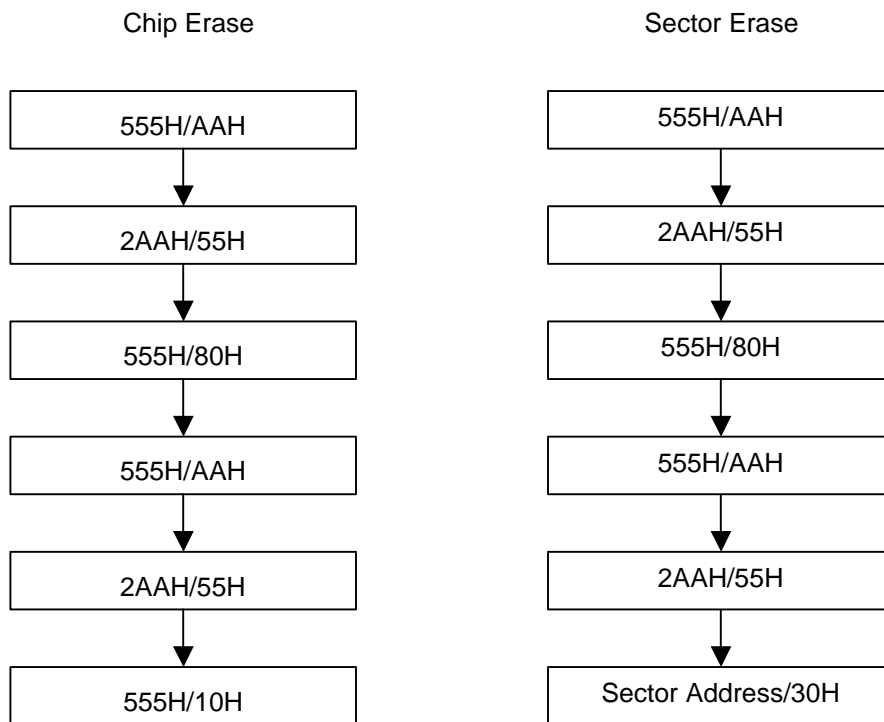 Chip Erase
555H/AAH
2AAH/55H
555H/80H
555H/AAH
2AAH/55H
555H/10H
Sector Erase
555H/AAH
2AAH/55H
555H/80H
555H/AAH
2AAH/55H
Sector Address/30H